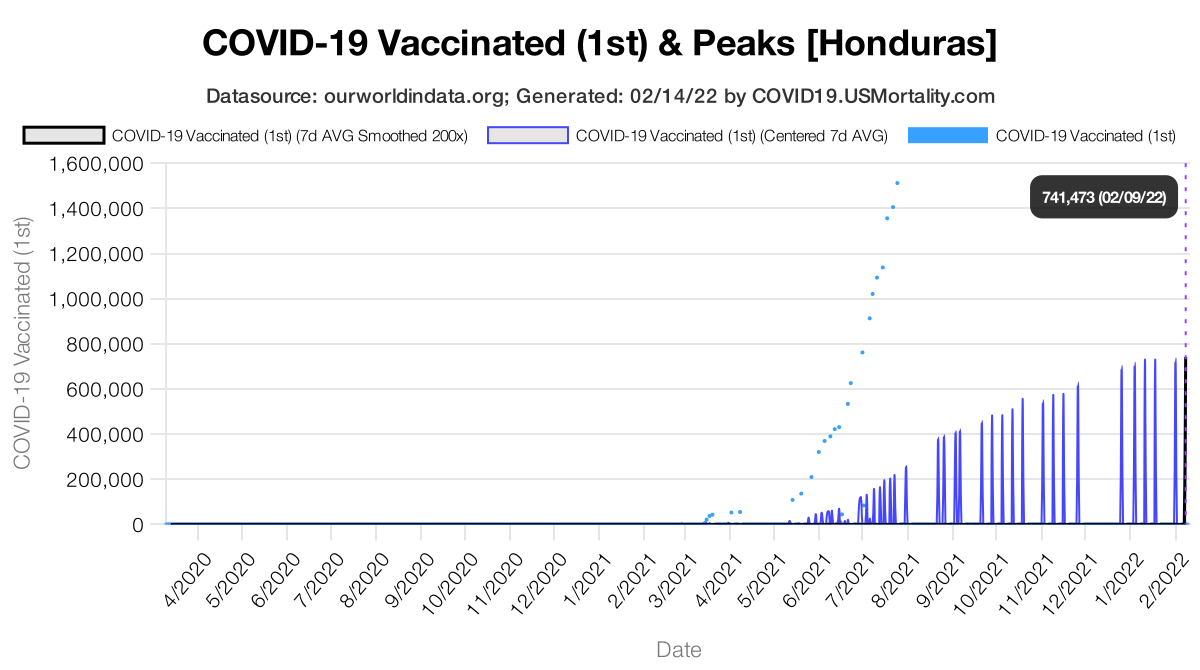 COVID-19 Vaccinated (1st) & Peaks [Honduras]
Datasource: ourworldindata.org; Generated: 02/14/22 by COVID19.USMortality.com
COVID-19 Vaccinated (1st) (7d AVG Smoothed 200x) COVID-19 Vaccinated (1st) (Centered 7d AVG) COVID-19 Vaccinated (1st)
COVID-19 Vaccinated (1st)
1,600,000
1,400,000
1,200,000
1,000,000
800,000
600,000
400,000
200,000
0
741,473 (02/09/22)
4/2020 5/2020 6/2020 7/2020 8/2020 9/2020 10/2020 11/2020 12/2020 1/2021 2/2021 3/2021 4/2021 5/2021 6/2021 7/2021 8/2021 9/2021 10/2021 11/2021 12/2021 1/2022 2/2022
Date